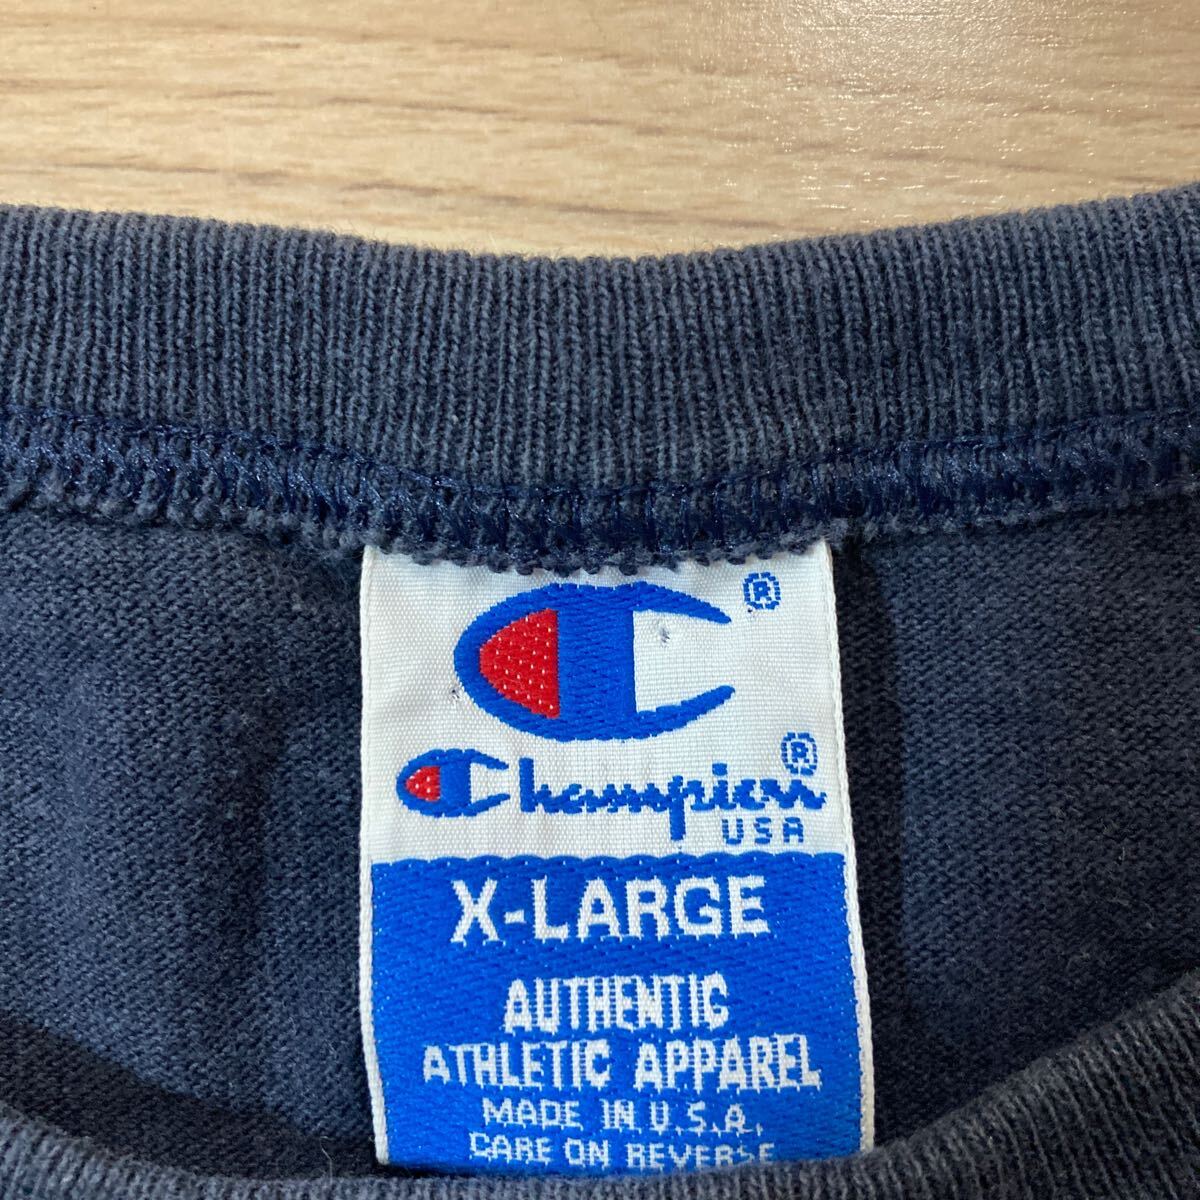 ®
Champion®
USA
X-LARGE
AUTHENTIC
ATHLETIC APPAREL
MADE IN U.S.A.
CARE ON REVERSE